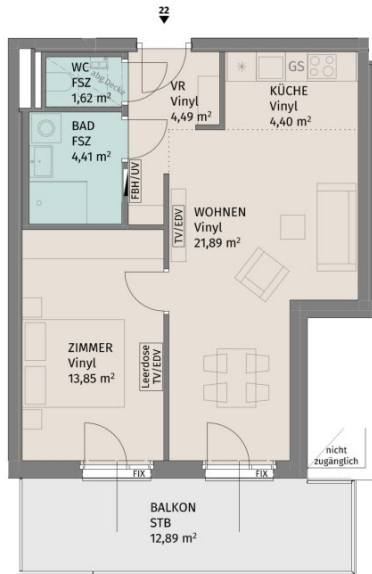 22
WC
FSZ
1,62 m²
abg.Decke
VR
Vinyl
4,49 m²
GS
KÜCHE
Vinyl
4,40 m²
BAD
FSZ
4,41 m²
FBH/UV
TV/EDV
WOHNEN
Vinyl
21,89 m²
ZIMMER
Vinyl
13,85 m²
Leerdose
TV/EDV
nicht
zugänglich
FIX
FIX
BALKON
STB
12,89 m²